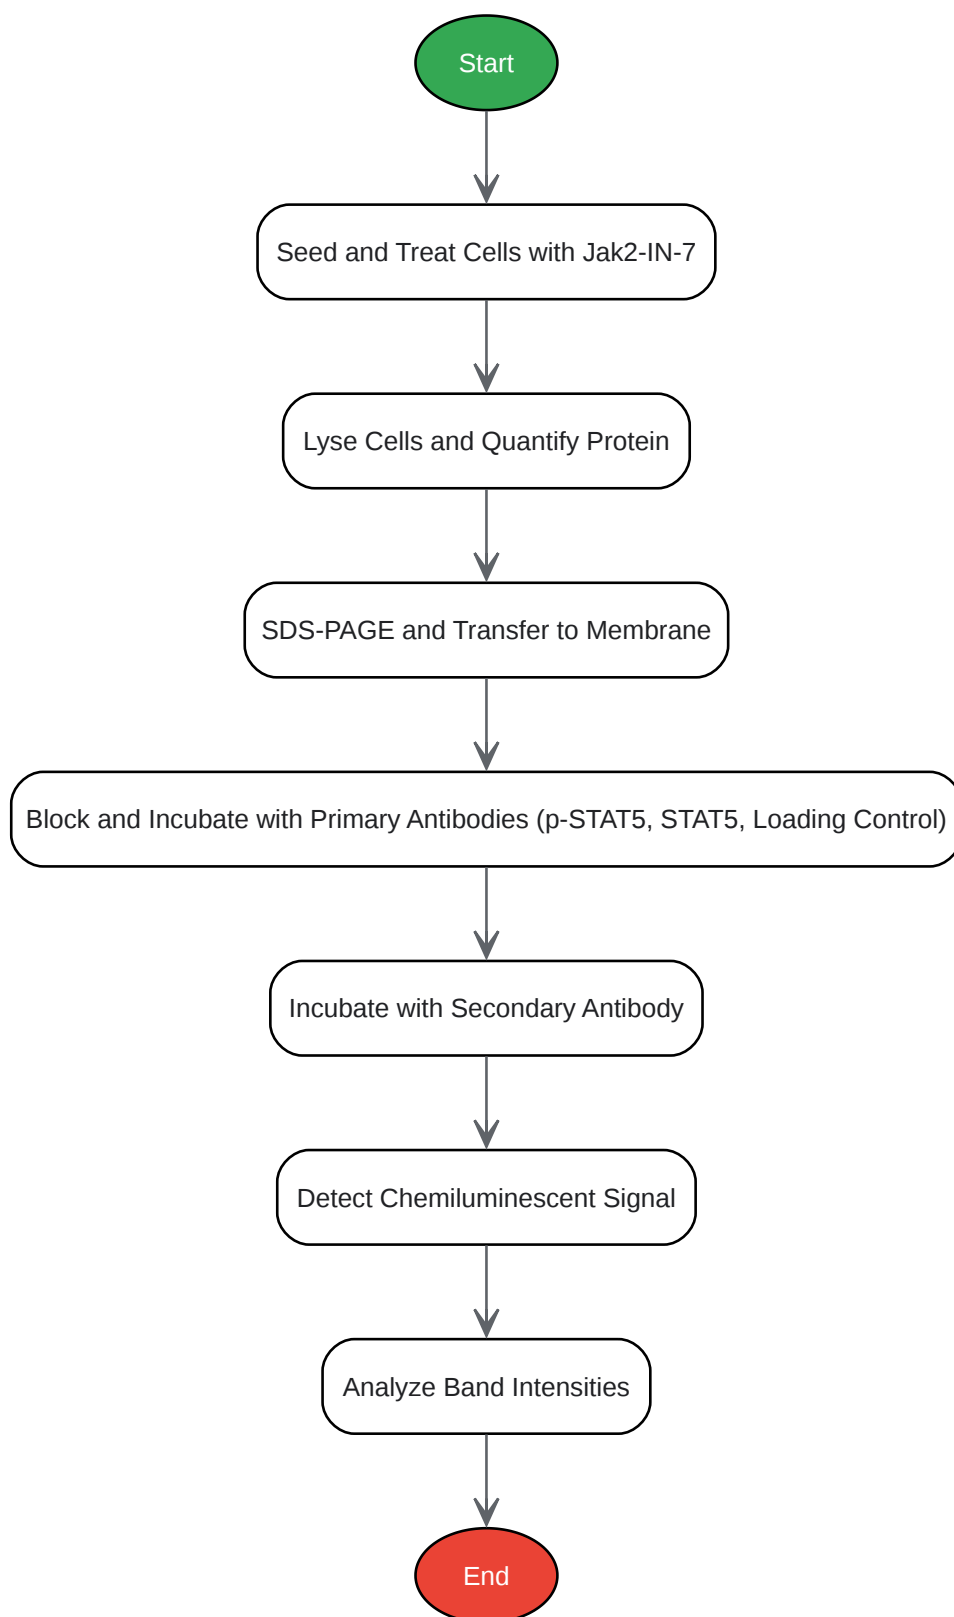 Start
Seed and Treat Cells with Jak2-IN-7
Lyse Cells and Quantify Protein
SDS-PAGE and Transfer to Membrane
Block and Incubate with Primary Antibodies (p-STAT5, STAT5, Loading Control)
Incubate with Secondary Antibody
Detect Chemiluminescent Signal
Analyze Band Intensities
End